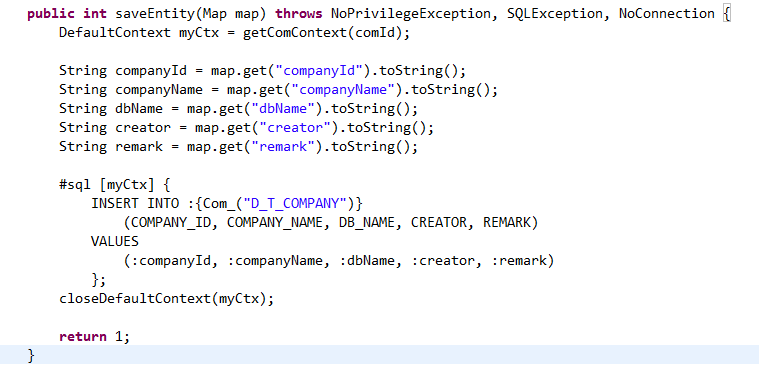 public int saveEntity(Map map) throws NoPrivilegeException, SQLException, NoConnection {
    DefaultContext myCtx = getComContext(comId);

    String companyId = map.get("companyId").toString();
    String companyName = map.get("companyName").toString();
    String dbName = map.get("dbName").toString();
    String creator = map.get("creator").toString();
    String remark = map.get("remark").toString();

    #sql [myCtx] {
        INSERT INTO :{Com_("D_T_COMPANY")}
            (COMPANY_ID, COMPANY_NAME, DB_NAME, CREATOR, REMARK)
        VALUES
            (:companyId, :companyName, :dbName, :creator, :remark)
        };
    closeDefaultContext(myCtx);

    return 1;
}